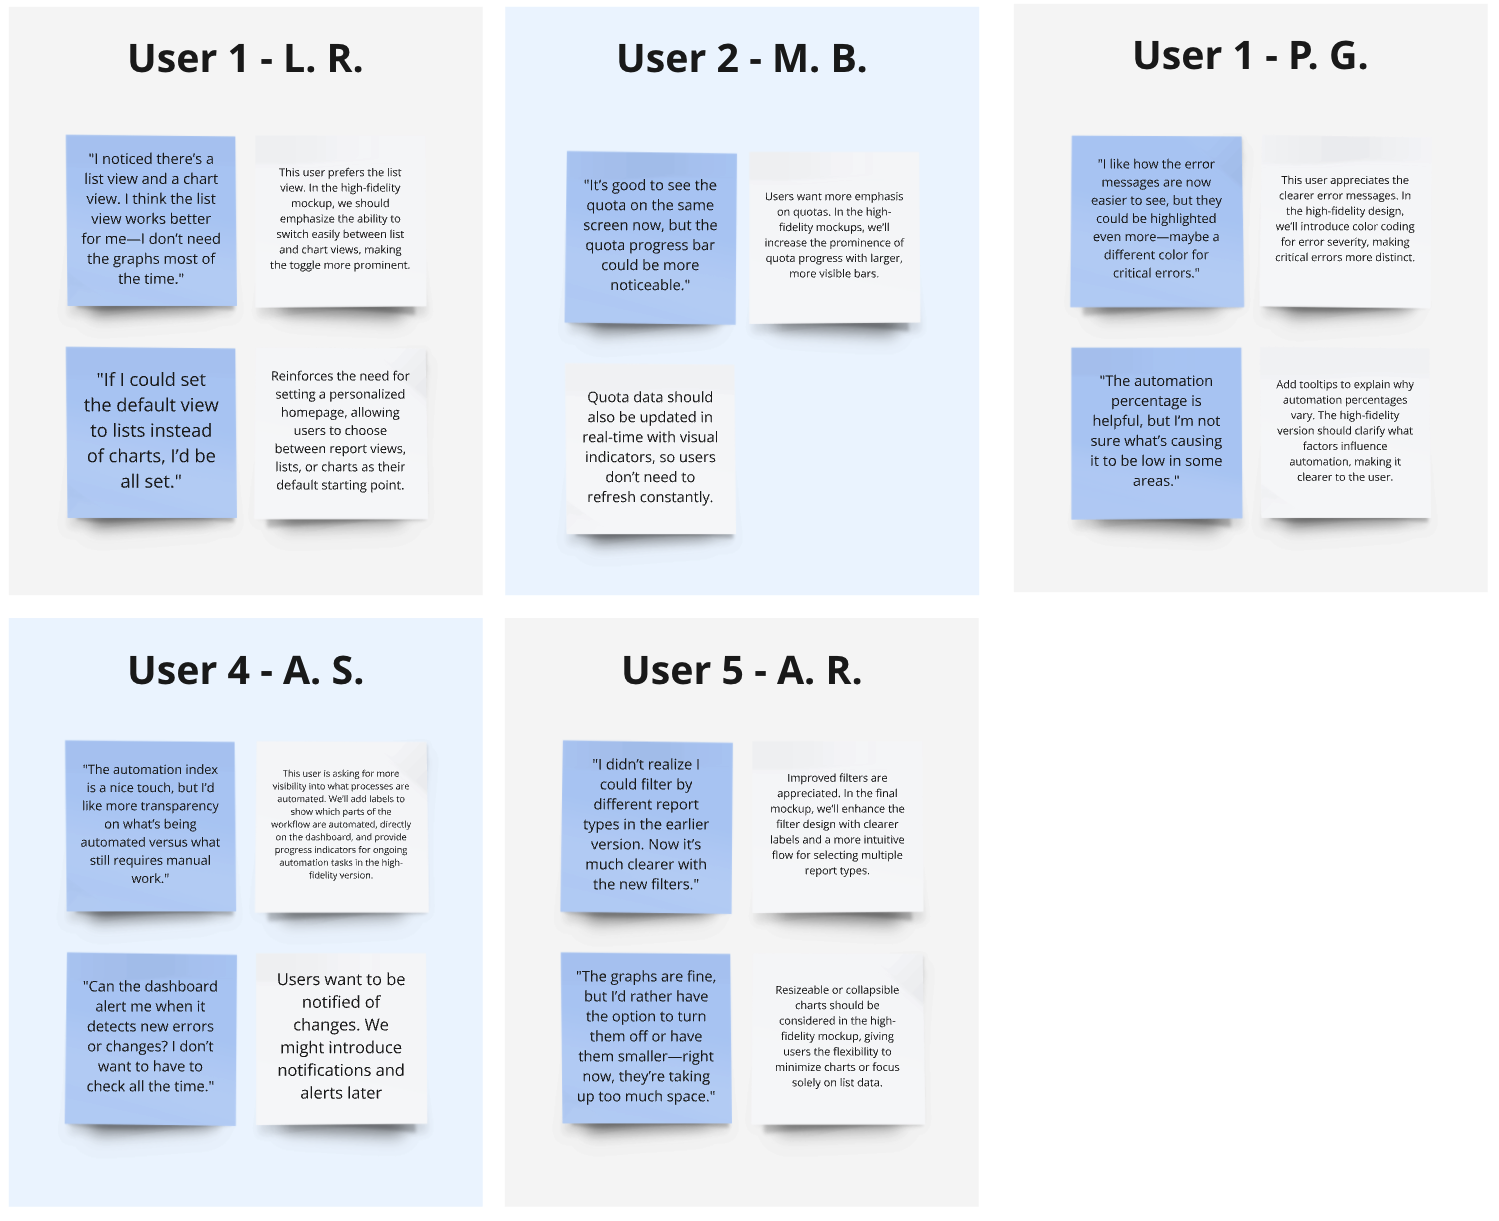 User 1 - L. R.
"I noticed there's a
list view and a chart
view. I think the list
view works better
for me—I don't need
the graphs most of
the time."
This user prefers the list
view. In the high-fidelity
mockup, we should
emphasize the ability to
switch easily between list
and chart views, making
the toggle more prominent.
"If I could set
the default view
to lists instead
of charts, I'd be
all set."
Reinforces the need for
setting a personalized
homepage, allowing
users to choose
between report views,
lists, or charts as their
default starting point.
User 2 - M. B.
"It's good to see the
quota on the same
screen now, but the
quota progress bar
could be more
noticeable."
Users want more emphasis
on quotas. In the high-
fidelity mockups, we'll
increase the prominence of
quota progress with larger,
more visible bars.
Quota data should
also be updated in
real-time with visual
indicators, so users
don't need to
refresh constantly.
User 1 - P. G.
"I like how the error
messages are now
easier to see, but they
could be highlighted
even more—maybe a
different color for
critical errors."
This user appreciates the
clearer error messages. In
the high-fidelity design,
we'll introduce color coding
for error severity, making
critical errors more distinct.
"The automation
percentage is
helpful, but I'm not
sure what's causing
it to be low in some
areas."
Add tooltips to explain why
automation percentages
vary. The high-fidelity
version should clarify what
factors influence
automation, making it
clearer to the user.
User 4 - A. S.
"The automation index
is a nice touch, but I'd
like more transparency
on what's being
automated versus what
still requires manual
work."
This user is asking for more
visibility into what processes are
automated. We'll add labels to
show which parts of the
workflow are automated, directly
on the dashboard, and provide
progress indicators for ongoing
automation tasks in the high-
fidelity version.
"Can the dashboard
alert me when it
detects new errors
or changes? I don't
want to have to
check all the time."
Users want to be
notified of
changes. We
might introduce
notifications and
alerts later
User 5 - A. R.
"I didn't realize I
could filter by
different report
types in the earlier
version. Now it's
much clearer with
the new filters."
Improved filters are
appreciated. In the final
mockup, we'll enhance the
filter design with clearer
labels and a more intuitive
flow for selecting multiple
report types.
"The graphs are fine,
but I'd rather have
the option to turn
them off or have
them smaller—right
now, they're taking
up too much space."
Resizeable or collapsible
charts should be
considered in the high-
fidelity mockup, giving
users the flexibility to
minimize charts or focus
solely on list data.